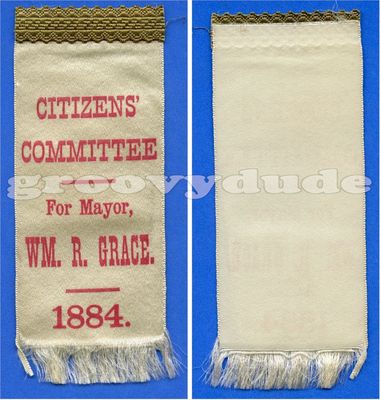 CITIZENS'
COMMITTEE
groovydude
For Mayor,
WM. R. GRACE.
1884.